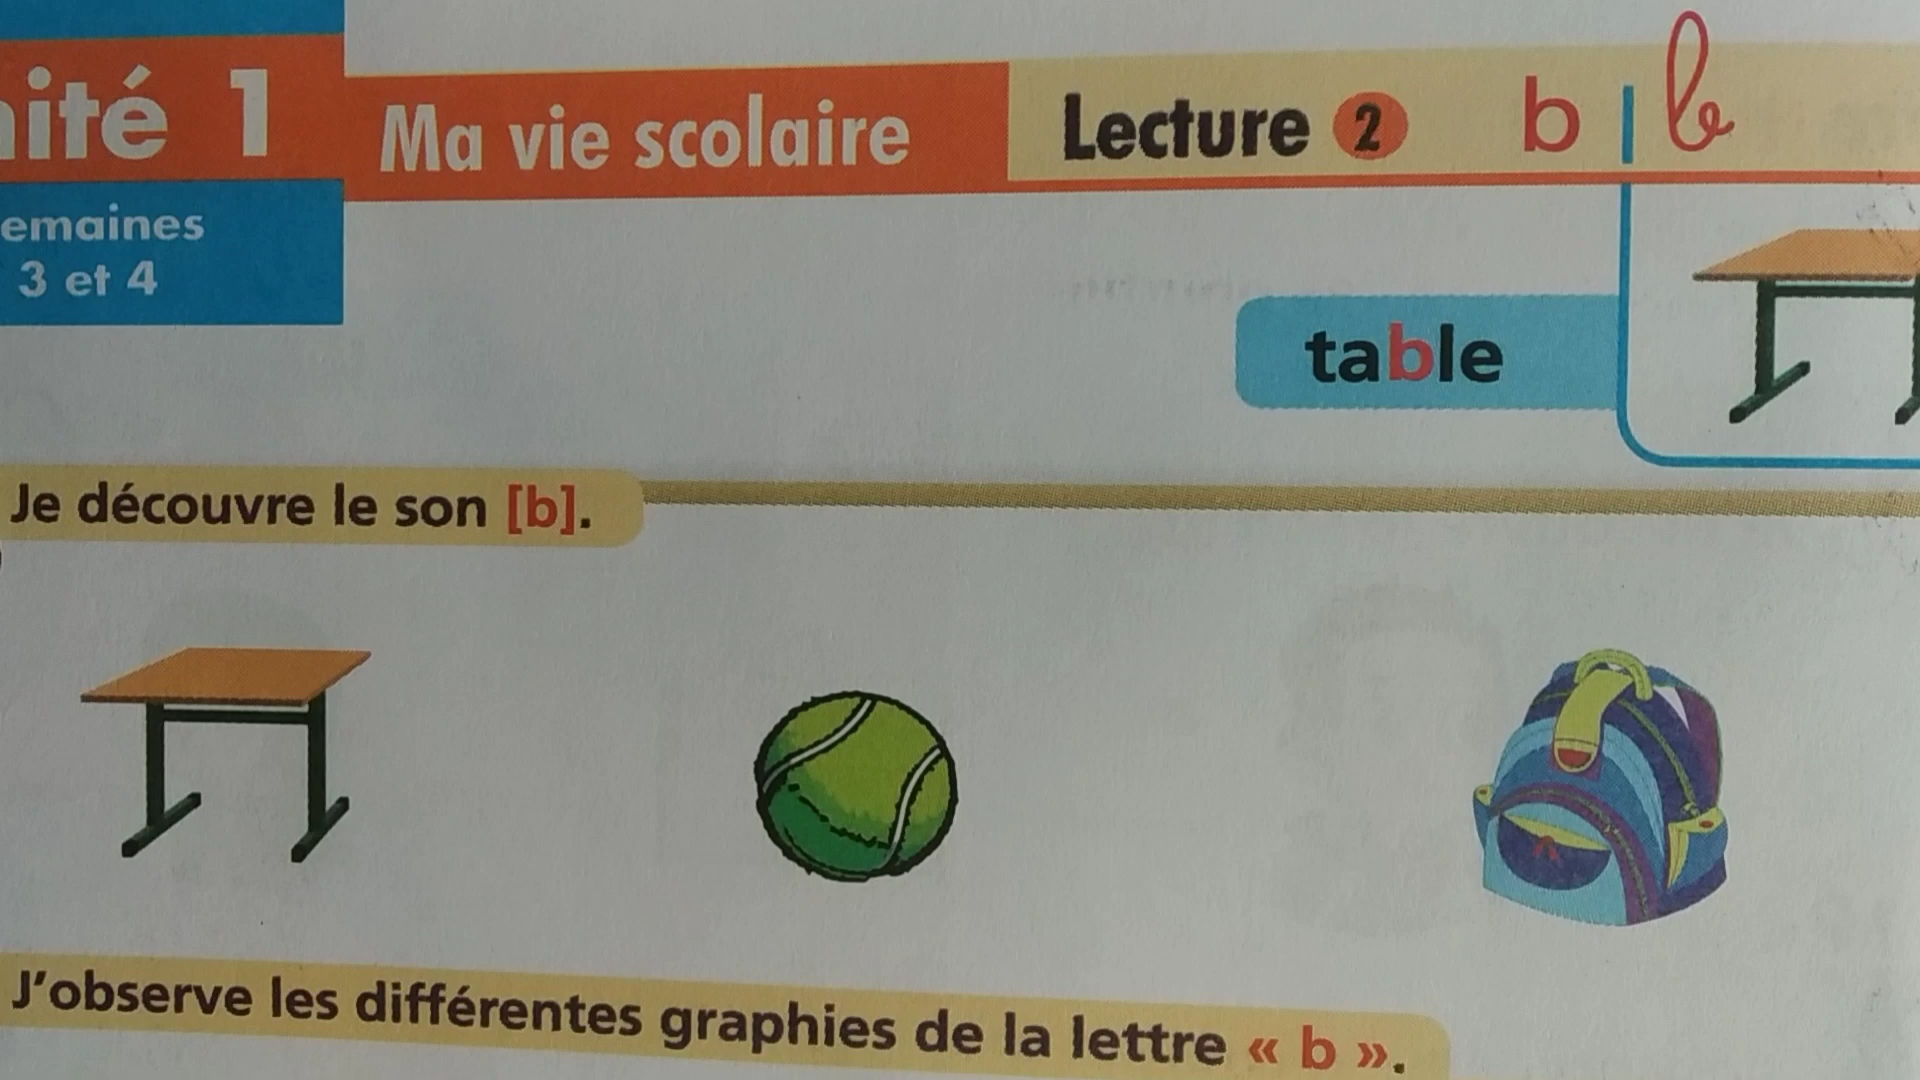 ité 1
Ma vie scolaire
Lecture 2 b b
emaines
3 et 4
table
Je découvre le son [b].
J'observe les différentes graphies de la lettre « b ».